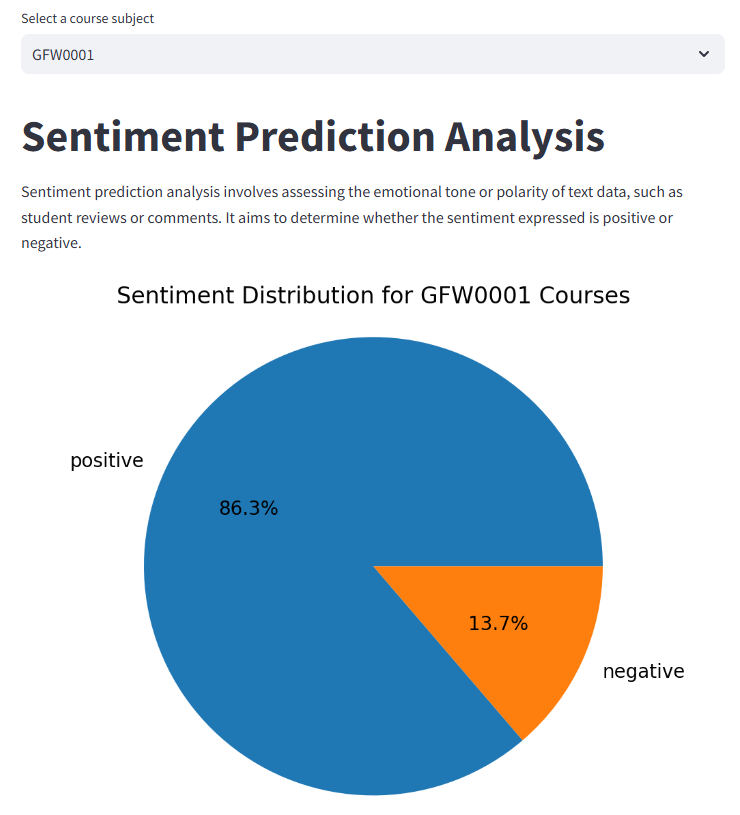 Select a course subject
GFW0001
Sentiment Prediction Analysis
Sentiment prediction analysis involves assessing the emotional tone or polarity of text data, such as
student reviews or comments. It aims to determine whether the sentiment expressed is positive or
negative.
Sentiment Distribution for GFW0001 Courses
positive
86.3%
13.7%
negative